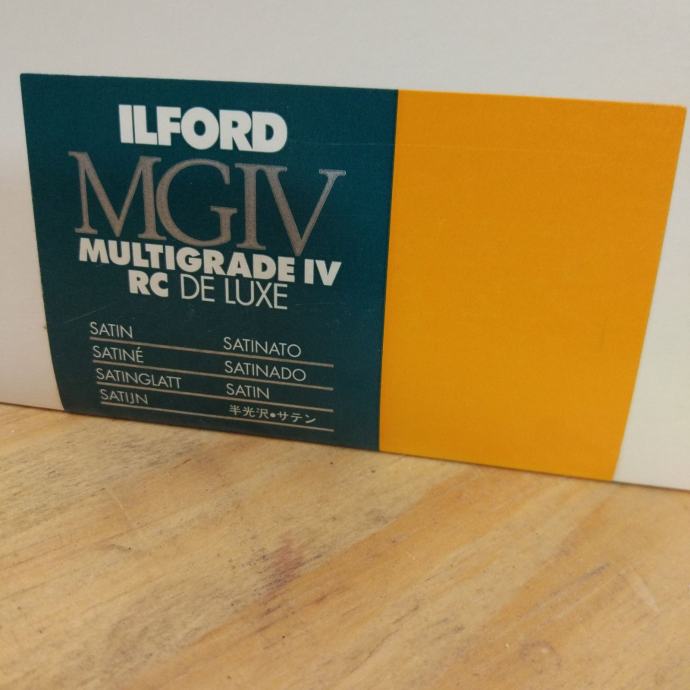 ILFORD
MGIV
MULTIGRADE IV
RC DE LUXE
SATIN
SATINÉ
SATINGLATT
SATIJN
SATINATO
SATINADO
SATIN
半光沢•サテン